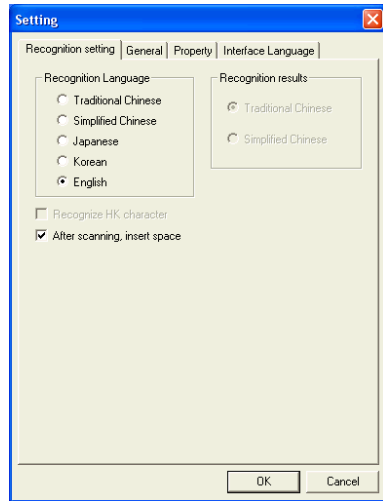 Setting
Recognition setting General Property Interface Language
Recognition Language
Traditional Chinese
Simplified Chinese
Japanese
Korean
English
Recognition results
Traditional Chinese
Simplified Chinese
Recognize HK character
After scanning, insert space
OK Cancel